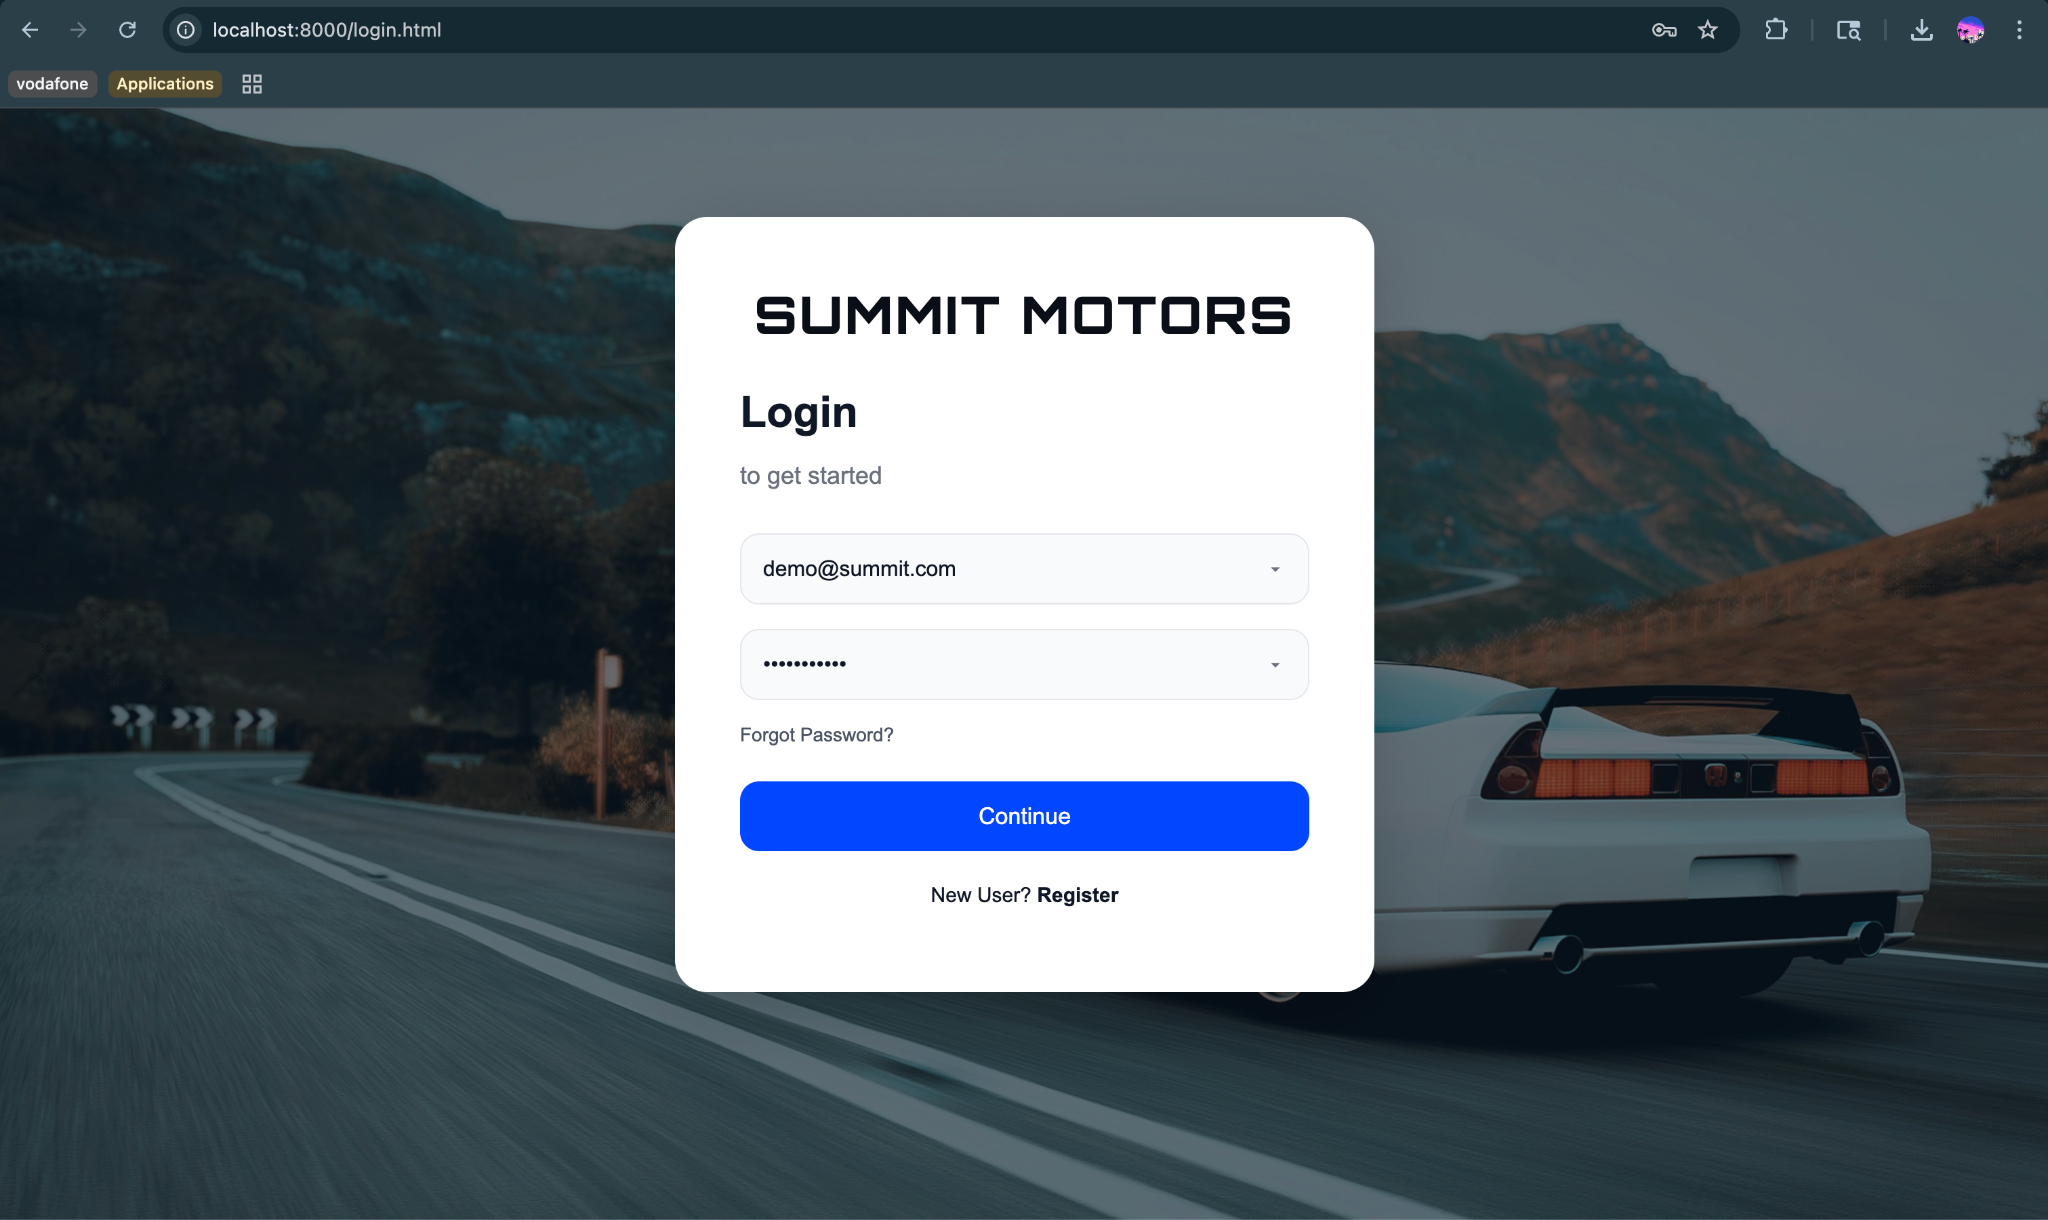 localhost:8000/login.html
vodafone
Applications
SUMMIT MOTORS
Login
to get started
demo@summit.com
•••••••••••
Forgot Password?
Continue
New User? Register